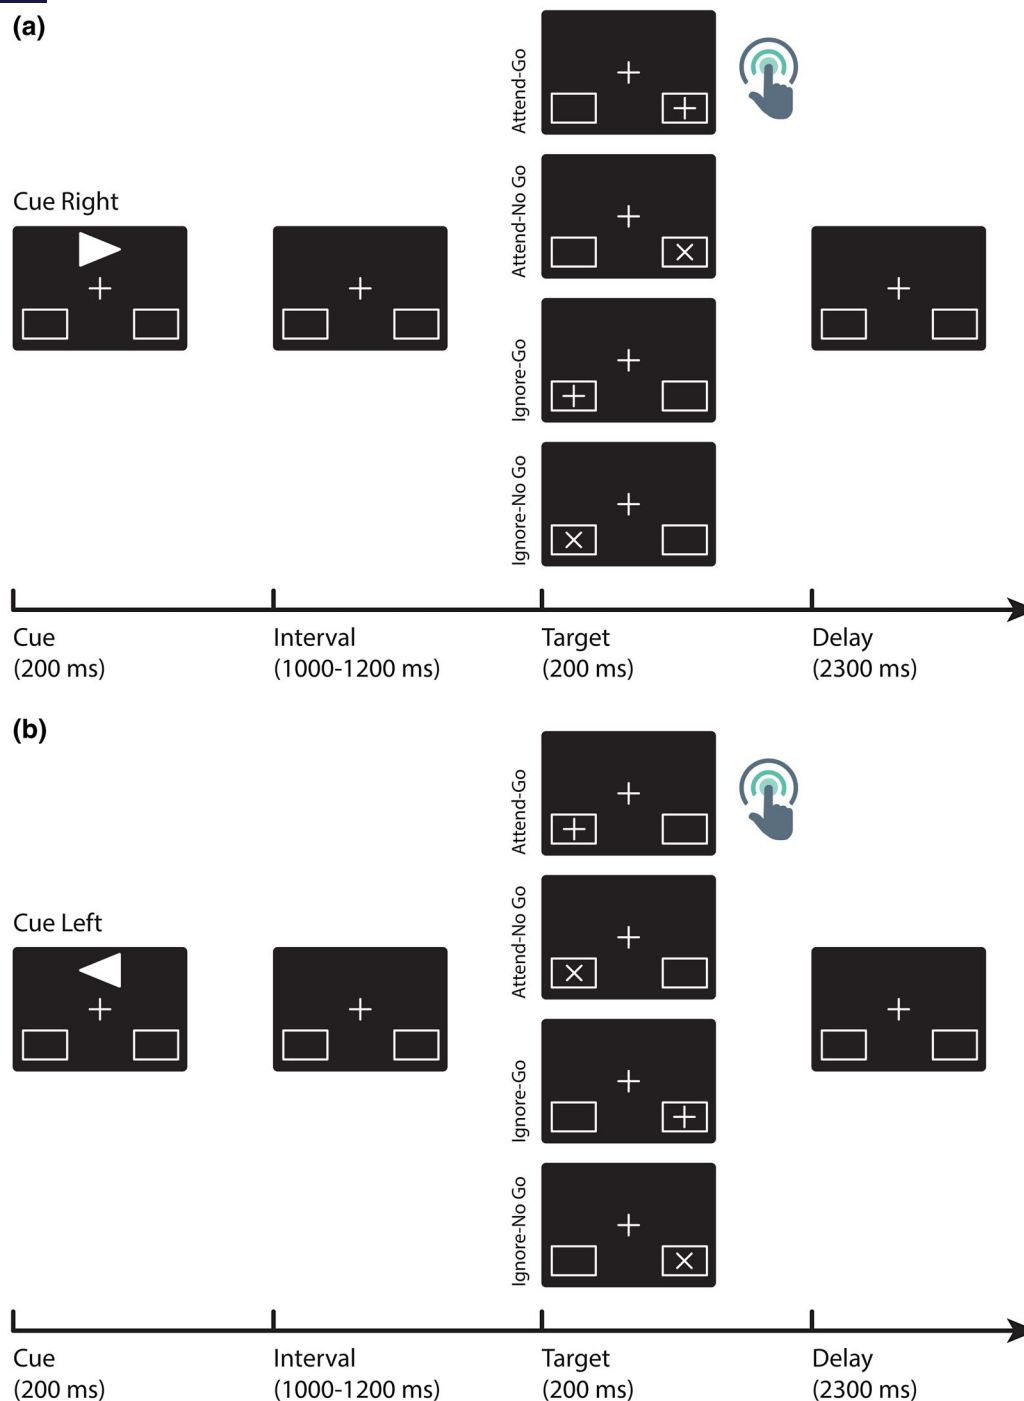 (a)
Attend-Go
Attend-No Go
Cue Right
Ignore-Go
Ignore-No Go
Cue
(200 ms)
Interval
(1000-1200 ms)
Target
(200 ms)
Delay
(2300 ms)
(b)
Attend-Go
Attend-No Go
Cue Left
Ignore-Go
Ignore-No Go
Cue
(200 ms)
Interval
(1000-1200 ms)
Target
(200 ms)
Delay
(2300 ms)